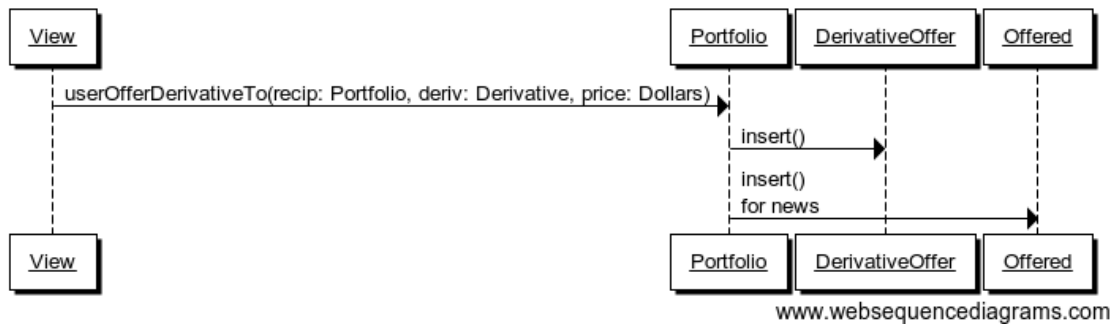 View Portfolio DerivativeOffer Offered
userOfferDerivativeTo(recip: Portfolio, deriv: Derivative, price: Dollars)
insert()
insert()
for news
View Portfolio DerivativeOffer Offered
www.websequencediagrams.com